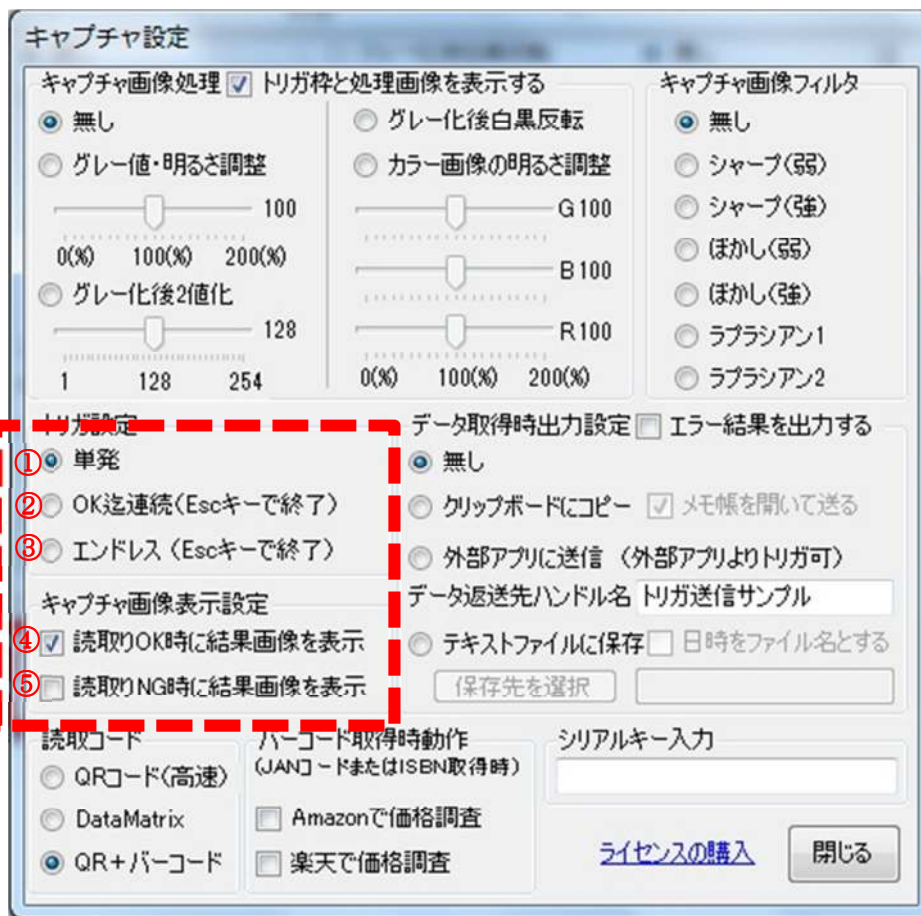 キャプチャ設定
キャプチャ画像処理 トリガ枠と処理画像を表示する
無し
グレー値・明るさ調整
100
0(%) 100(%) 200(%)
グレー化後2値化
128
1 128 254
グレー化後白黒反転
カラー画像の明るさ調整
G 100
B 100
R 100
0(%) 100(%) 200(%)
キャプチャ画像フィルタ
無し
シャープ(弱)
シャープ(強)
ぼかし(弱)
ぼかし(強)
ラプラシアン1
ラプラシアン2
トリガ設定
① 単発
② OK迄連続(Escキーで終了)
③ エンドレス (Escキーで終了)
キャプチャ画像表示設定
④ 読取りOK時に結果画像を表示
⑤ 読取りNG時に結果画像を表示
データ取得時出力設定 エラー結果を出力する
無し
クリップボードにコピー メモ帳を開いて送る
外部アプリに送信 (外部アプリよりトリガ可)
データ返送先ハンドル名 トリガ送信サンプル
テキストファイルに保存 日時をファイル名とする
保存先を選択
読取コード
QRコード(高速)
DataMatrix
QR+バーコード
バーコード取得時動作
(JANコードまたはISBN取得時)
Amazonで価格調査
楽天で価格調査
シリアルキー入力
ライセンスの購入
閉じる